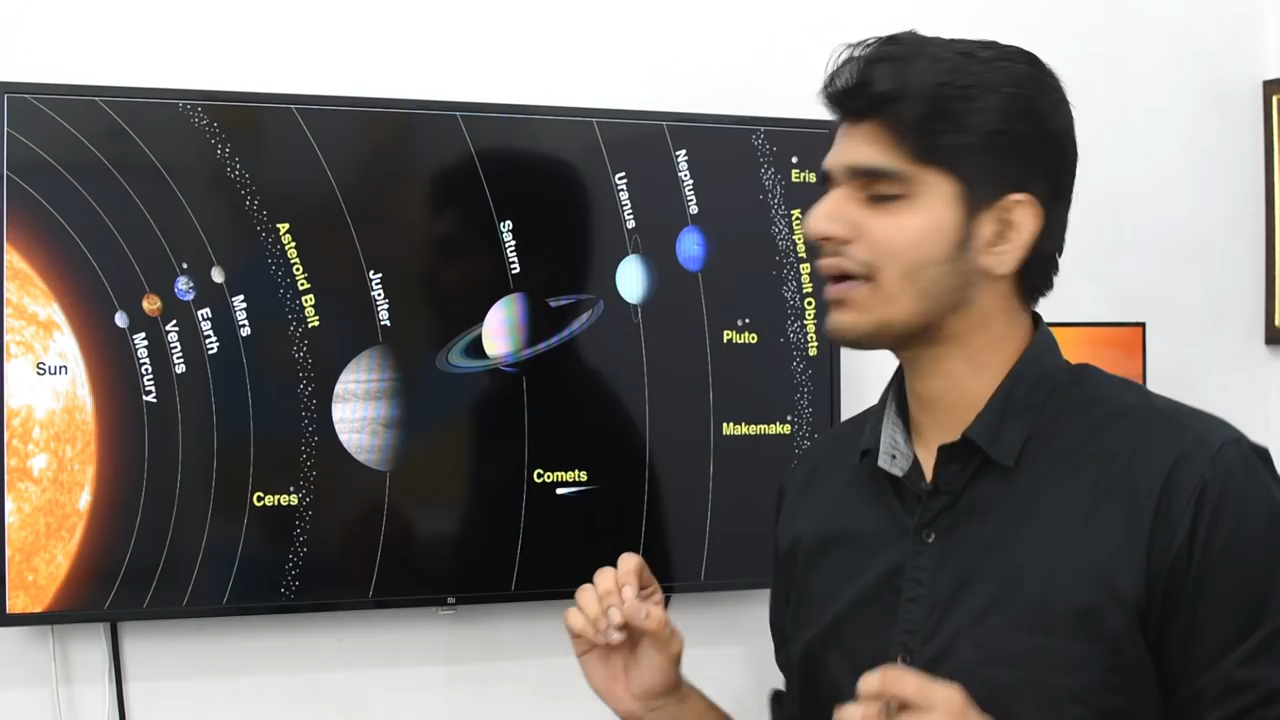 Sun
Mercury
Venus
Earth
Mars
Asteroid Belt
Ceres
Jupiter
Saturn
Comets
Uranus
Neptune
Pluto
Makemake
Eris
Kuiper Belt Objects
mi